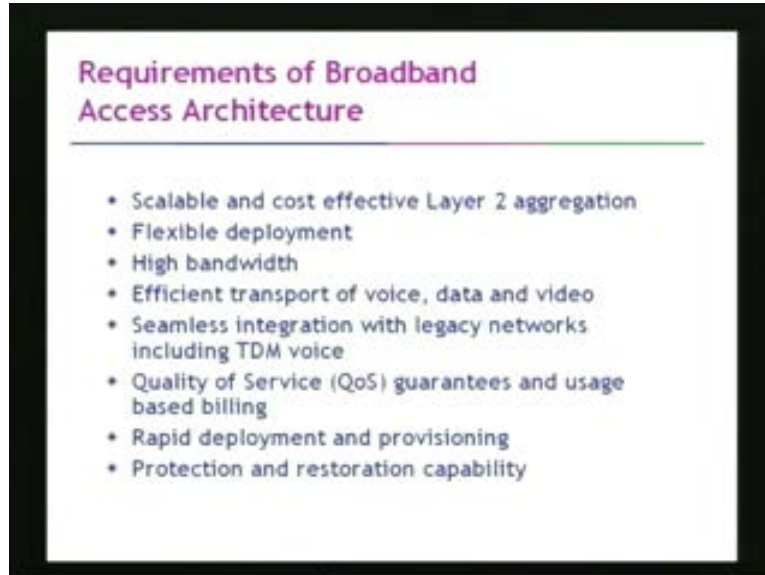 Requirements of Broadband
Access Architecture
• Scalable and cost effective Layer 2 aggregation
• Flexible deployment
• High bandwidth
• Efficient transport of voice, data and video
• Seamless integration with legacy networks
including TDM voice
• Quality of Service (QoS) guarantees and usage
based billing
• Rapid deployment and provisioning
• Protection and restoration capability